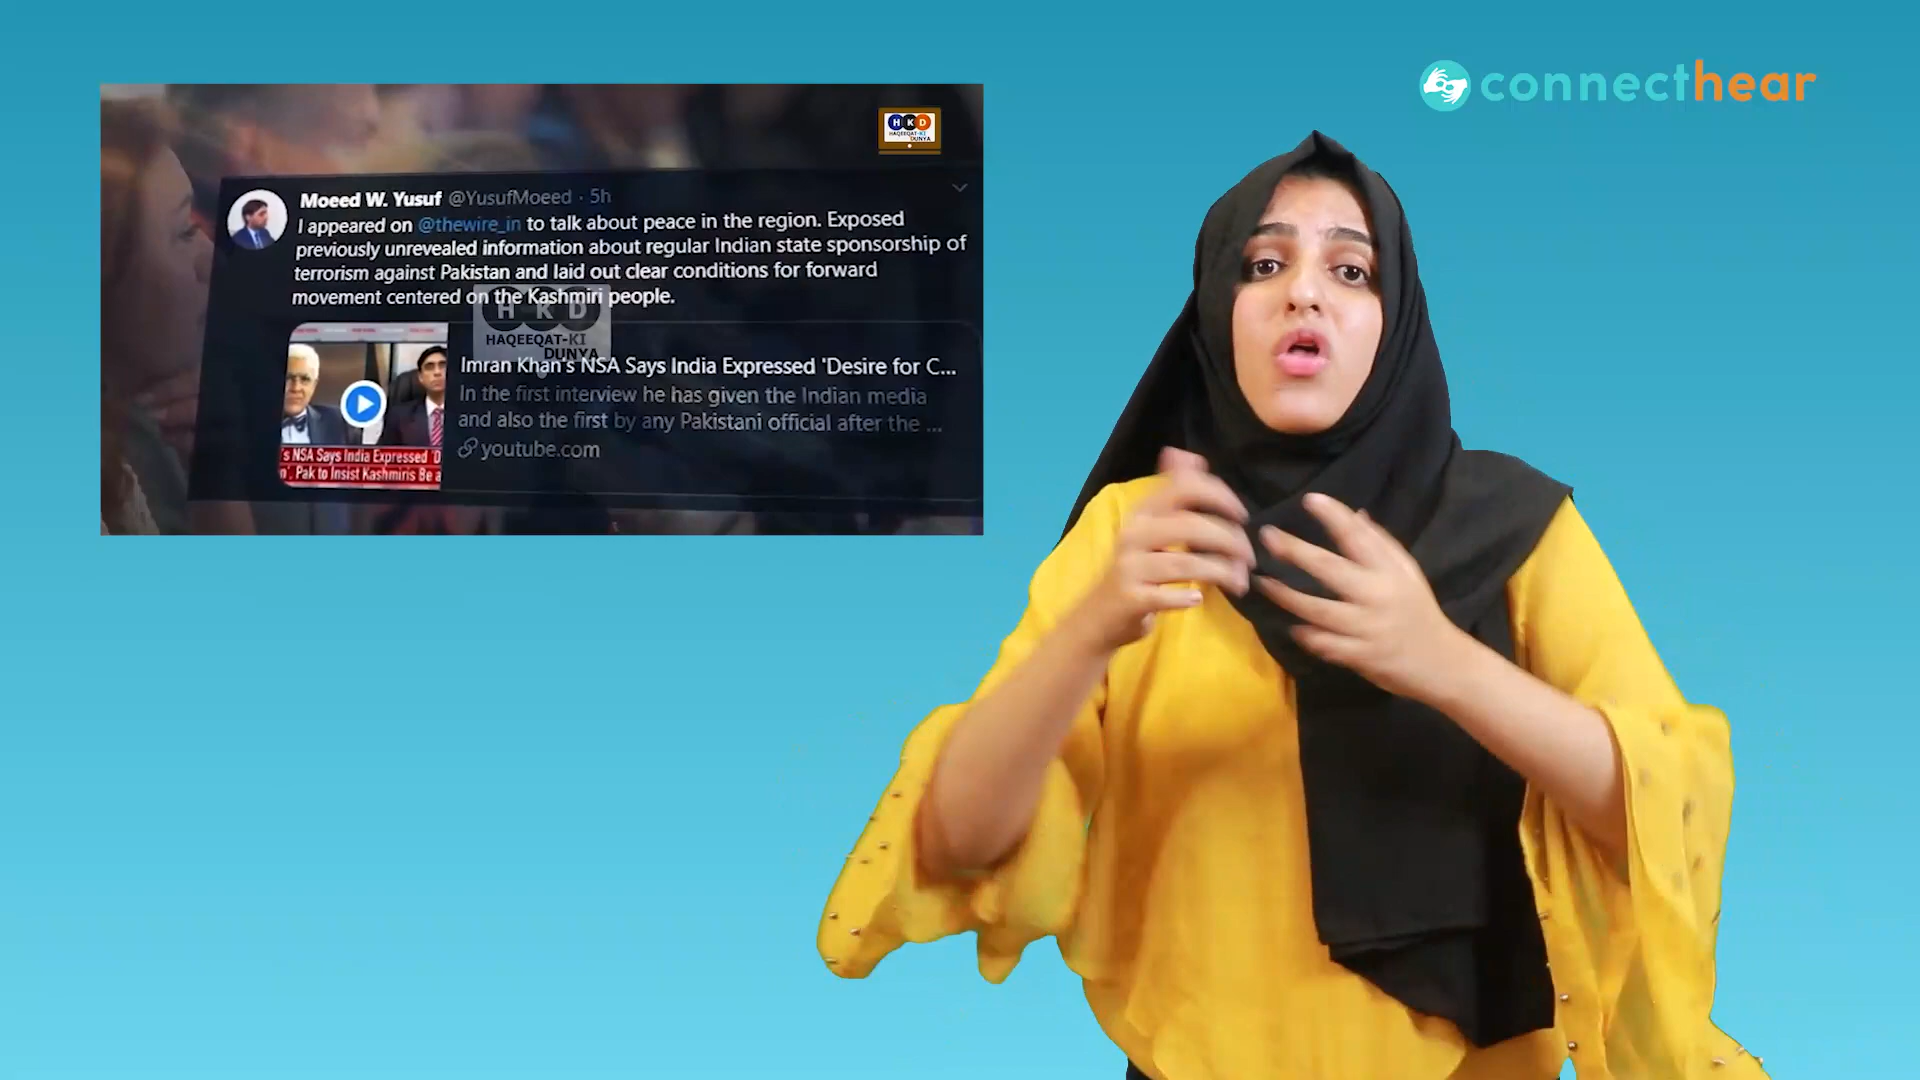 connecthear
HKD
HAQEEQAT-KI
DUNYA
Moeed W. Yusuf @YusufMoeed · 5h
I appeared on @thewire_in to talk about peace in the region. Exposed
previously unrevealed information about regular Indian state sponsorship of
terrorism against Pakistan and laid out clear conditions for forward
movement centered on the Kashmiri people.
HKD
HAQEEQAT-KI
DUNYA
Imran Khan's NSA Says India Expressed 'Desire for C...
In the first interview he has given the Indian media
and also the first by any Pakistani official after the ...
youtube.com
's NSA Says India Expressed 'D
n', Pak to Insist Kashmiris Be a